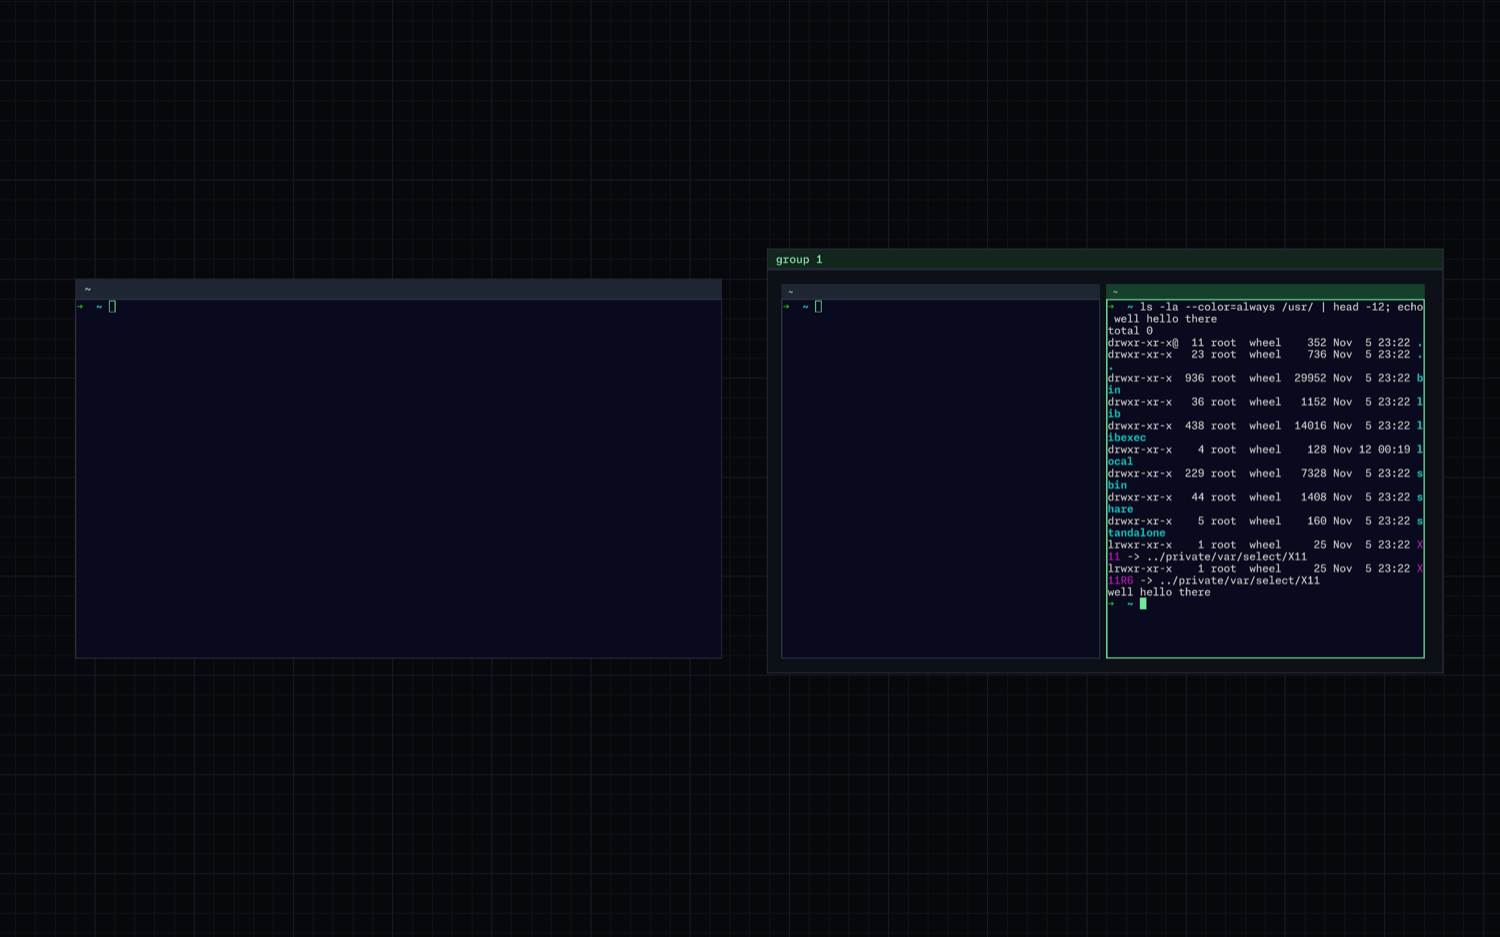 ~
➜  ~
group 1
~
➜  ~
~
➜  ~ ls -la --color=always /usr/ | head -12; echo
 well hello there
total 0
drwxr-xr-x@  11 root  wheel    352 Nov  5 23:22 .
drwxr-xr-x   23 root  wheel    736 Nov  5 23:22 .
.
drwxr-xr-x  936 root  wheel  29952 Nov  5 23:22 b
in
drwxr-xr-x   36 root  wheel   1152 Nov  5 23:22 l
ib
drwxr-xr-x  438 root  wheel  14016 Nov  5 23:22 l
ibexec
drwxr-xr-x    4 root  wheel    128 Nov 12 00:19 l
ocal
drwxr-xr-x  229 root  wheel   7328 Nov  5 23:22 s
bin
drwxr-xr-x   44 root  wheel   1408 Nov  5 23:22 s
hare
drwxr-xr-x    5 root  wheel    160 Nov  5 23:22 s
tandalone
lrwxr-xr-x    1 root  wheel     25 Nov  5 23:22 X
11 -> ../private/var/select/X11
lrwxr-xr-x    1 root  wheel     25 Nov  5 23:22 X
11R6 -> ../private/var/select/X11
well hello there
➜  ~